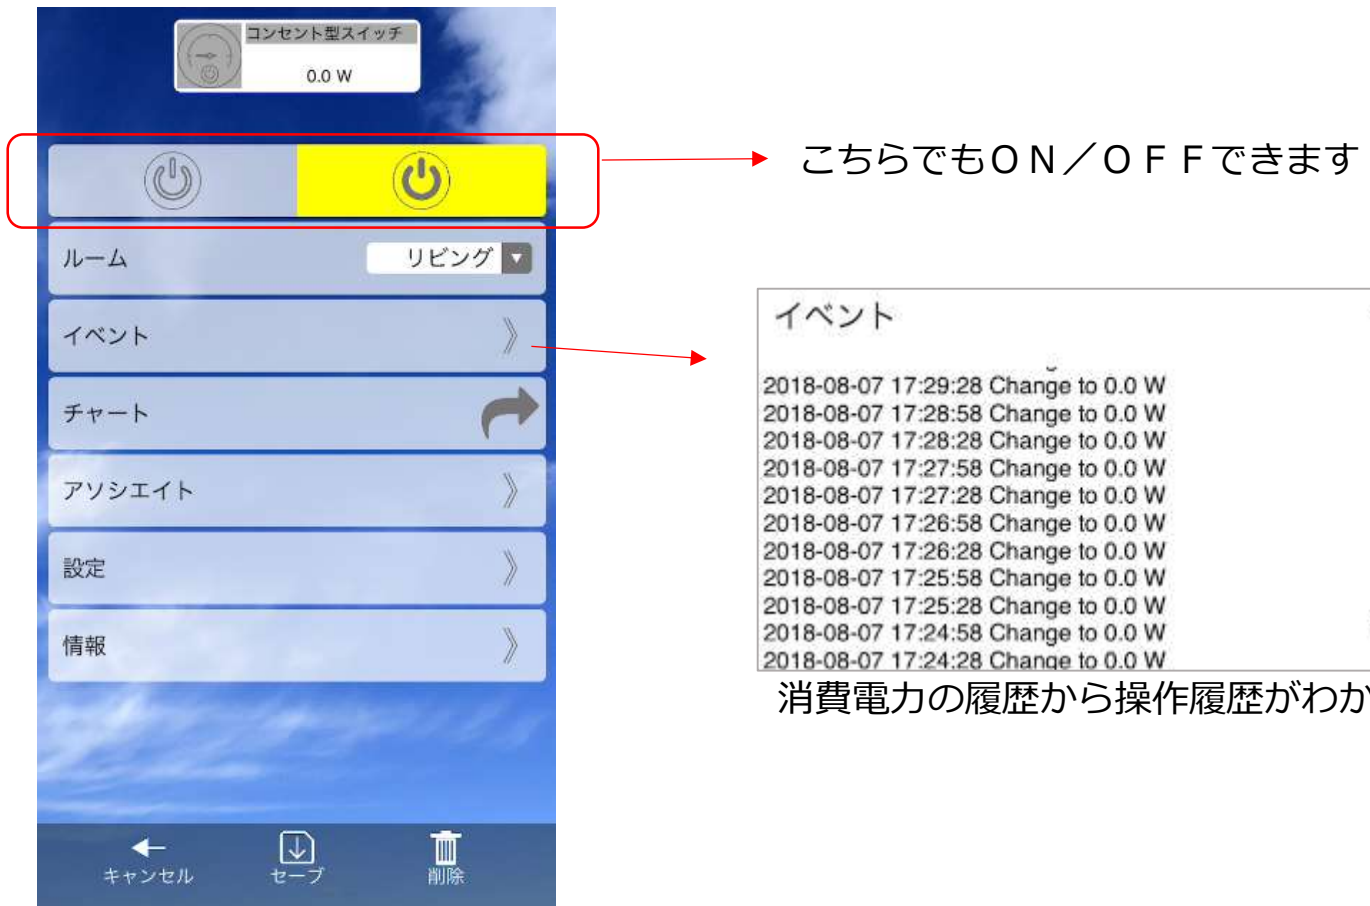 コンセント型スイッチ
0.0 W
こちらでもＯＮ／ＯＦＦできます
ルーム
リビング
イベント
チャート
アソシエイト
設定
情報
キャンセル
セーブ
削除
イベント
2018-08-07 17:29:28 Change to 0.0 W
2018-08-07 17:28:58 Change to 0.0 W
2018-08-07 17:28:28 Change to 0.0 W
2018-08-07 17:27:58 Change to 0.0 W
2018-08-07 17:27:28 Change to 0.0 W
2018-08-07 17:26:58 Change to 0.0 W
2018-08-07 17:26:28 Change to 0.0 W
2018-08-07 17:25:58 Change to 0.0 W
2018-08-07 17:25:28 Change to 0.0 W
2018-08-07 17:24:58 Change to 0.0 W
2018-08-07 17:24:28 Change to 0.0 W
消費電力の履歴から操作履歴がわか